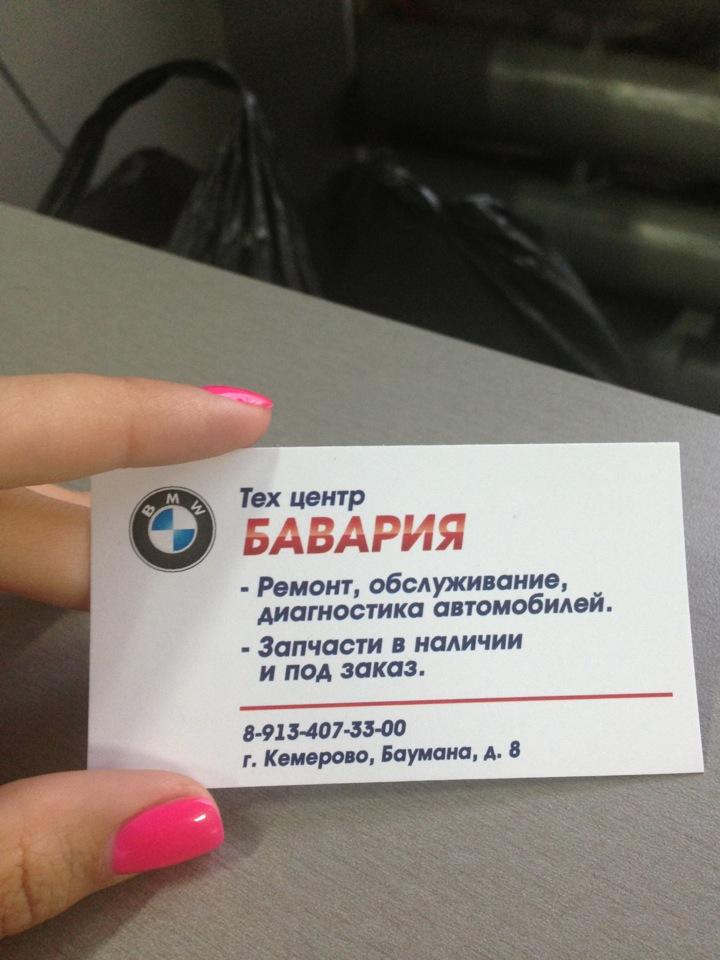 BMW
Тех центр
БАВАРИЯ
- Ремонт, обслуживание,
диагностика автомобилей.
- Запчасти в наличии
и под заказ.
8-913-407-33-00
г. Кемерово, Баумана, д. 8